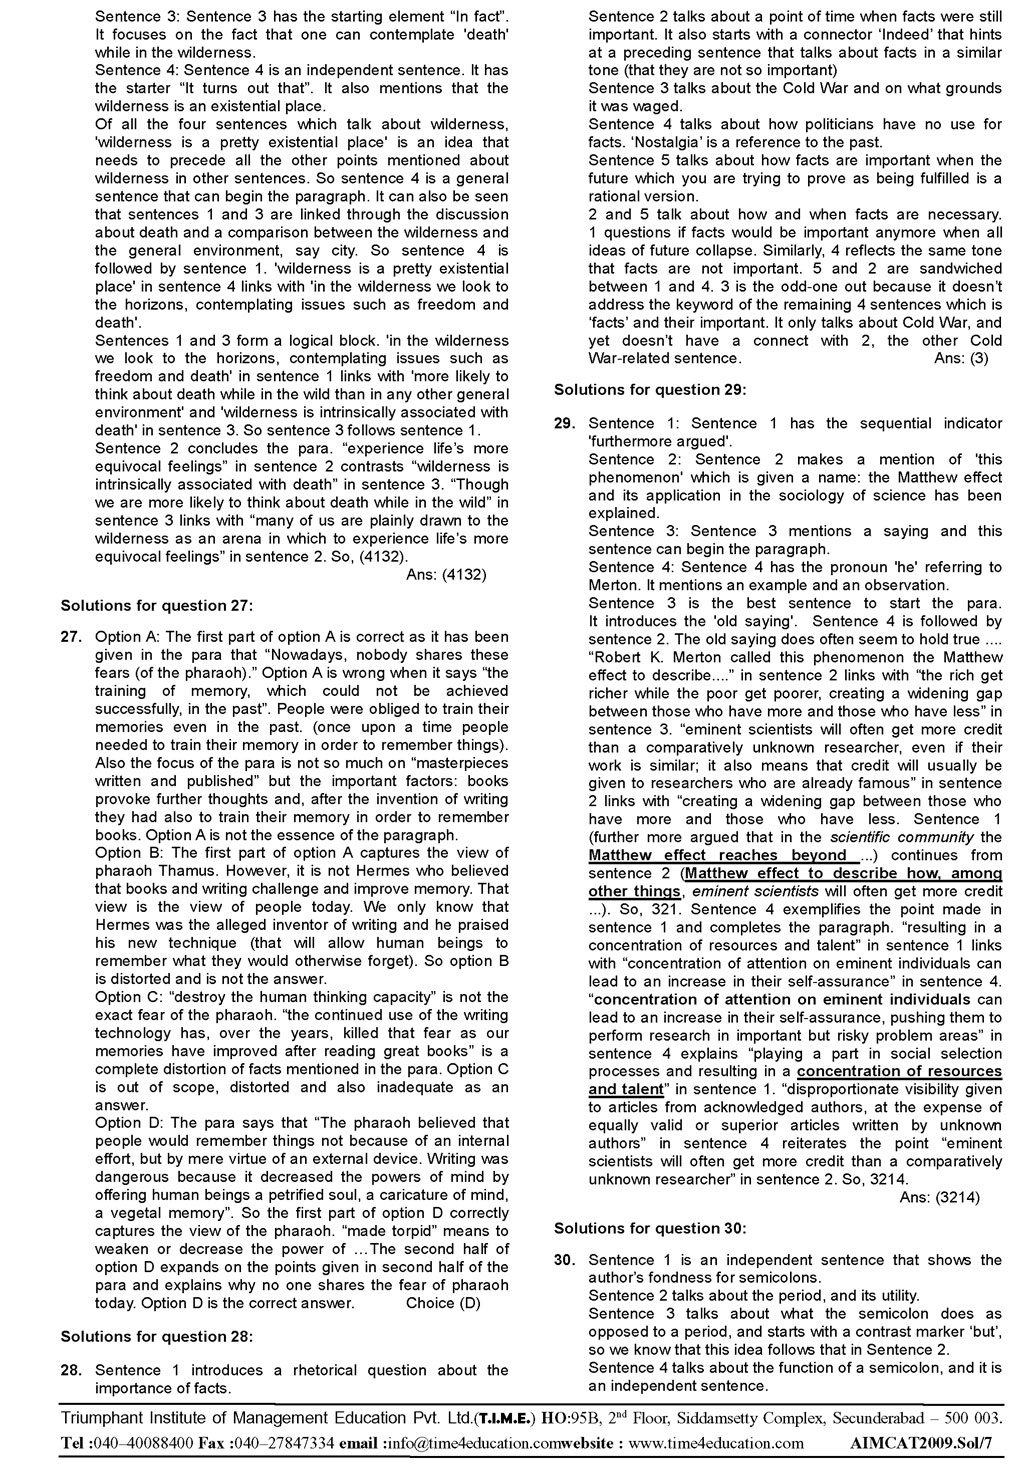 Sentence 3: Sentence 3 has the starting element “In fact”.
It focuses on the fact that one can contemplate 'death'
while in the wilderness.
Sentence 4: Sentence 4 is an independent sentence. It has
the starter “It turns out that”. It also mentions that the
wilderness is an existential place.
Of all the four sentences which talk about wilderness,
'wilderness is a pretty existential place' is an idea that
needs to precede all the other points mentioned about
wilderness in other sentences. So sentence 4 is a general
sentence that can begin the paragraph. It can also be seen
that sentences 1 and 3 are linked through the discussion
about death and a comparison between the wilderness and
the general environment, say city. So sentence 4 is
followed by sentence 1. 'wilderness is a pretty existential
place' in sentence 4 links with 'in the wilderness we look to
the horizons, contemplating issues such as freedom and
death'.
Sentences 1 and 3 form a logical block. 'in the wilderness
we look to the horizons, contemplating issues such as
freedom and death' in sentence 1 links with 'more likely to
think about death while in the wild than in any other general
environment' and 'wilderness is intrinsically associated with
death' in sentence 3. So sentence 3 follows sentence 1.
Sentence 2 concludes the para. “experience life’s more
equivocal feelings” in sentence 2 contrasts “wilderness is
intrinsically associated with death” in sentence 3. “Though
we are more likely to think about death while in the wild” in
sentence 3 links with “many of us are plainly drawn to the
wilderness as an arena in which to experience life’s more
equivocal feelings” in sentence 2. So, (4132).
Ans: (4132)
Solutions for question 27:
27. Option A: The first part of option A is correct as it has been
given in the para that “Nowadays, nobody shares these
fears (of the pharaoh).” Option A is wrong when it says “the
training of memory, which could not be achieved
successfully, in the past”. People were obliged to train their
memories even in the past. (once upon a time people
needed to train their memory in order to remember things).
Also the focus of the para is not so much on “masterpieces
written and published” but the important factors: books
provoke further thoughts and, after the invention of writing
they had also to train their memory in order to remember
books. Option A is not the essence of the paragraph.
Option B: The first part of option A captures the view of
pharaoh Thamus. However, it is not Hermes who believed
that books and writing challenge and improve memory. That
view is the view of people today. We only know that
Hermes was the alleged inventor of writing and he praised
his new technique (that will allow human beings to
remember what they would otherwise forget). So option B
is distorted and is not the answer.
Option C: “destroy the human thinking capacity” is not the
exact fear of the pharaoh. “the continued use of the writing
technology has, over the years, killed that fear as our
memories have improved after reading great books” is a
complete distortion of facts mentioned in the para. Option C
is out of scope, distorted and also inadequate as an
answer.
Option D: The para says that “The pharaoh believed that
people would remember things not because of an internal
effort, but by mere virtue of an external device. Writing was
dangerous because it decreased the powers of mind by
offering human beings a petrified soul, a caricature of mind,
a vegetal memory”. So the first part of option D correctly
captures the view of the pharaoh. “made torpid” means to
weaken or decrease the power of …The second half of
option D expands on the points given in second half of the
para and explains why no one shares the fear of pharaoh
today. Option D is the correct answer. Choice (D)
Solutions for question 28:
28. Sentence 1 introduces a rhetorical question about the
importance of facts.
Sentence 2 talks about a point of time when facts were still
important. It also starts with a connector ‘Indeed’ that hints
at a preceding sentence that talks about facts in a similar
tone (that they are not so important)
Sentence 3 talks about the Cold War and on what grounds
it was waged.
Sentence 4 talks about how politicians have no use for
facts. ‘Nostalgia’ is a reference to the past.
Sentence 5 talks about how facts are important when the
future which you are trying to prove as being fulfilled is a
rational version.
2 and 5 talk about how and when facts are necessary.
1 questions if facts would be important anymore when all
ideas of future collapse. Similarly, 4 reflects the same tone
that facts are not important. 5 and 2 are sandwiched
between 1 and 4. 3 is the odd-one out because it doesn’t
address the keyword of the remaining 4 sentences which is
‘facts’ and their important. It only talks about Cold War, and
yet doesn’t have a connect with 2, the other Cold
War-related sentence. Ans: (3)
Solutions for question 29:
29. Sentence 1: Sentence 1 has the sequential indicator
'furthermore argued'.
Sentence 2: Sentence 2 makes a mention of 'this
phenomenon' which is given a name: the Matthew effect
and its application in the sociology of science has been
explained.
Sentence 3: Sentence 3 mentions a saying and this
sentence can begin the paragraph.
Sentence 4: Sentence 4 has the pronoun 'he' referring to
Merton. It mentions an example and an observation.
Sentence 3 is the best sentence to start the para.
It introduces the 'old saying'. Sentence 4 is followed by
sentence 2. The old saying does often seem to hold true ....
“Robert K. Merton called this phenomenon the Matthew
effect to describe....” in sentence 2 links with “the rich get
richer while the poor get poorer, creating a widening gap
between those who have more and those who have less” in
sentence 3. “eminent scientists will often get more credit
than a comparatively unknown researcher, even if their
work is similar; it also means that credit will usually be
given to researchers who are already famous” in sentence
2 links with “creating a widening gap between those who
have more and those who have less. Sentence 1
(further more argued that in the scientific community the
Matthew effect reaches beyond ...) continues from
sentence 2 (Matthew effect to describe how, among
other things, eminent scientists will often get more credit
...). So, 321. Sentence 4 exemplifies the point made in
sentence 1 and completes the paragraph. “resulting in a
concentration of resources and talent” in sentence 1 links
with “concentration of attention on eminent individuals can
lead to an increase in their self-assurance” in sentence 4.
“concentration of attention on eminent individuals can
lead to an increase in their self-assurance, pushing them to
perform research in important but risky problem areas” in
sentence 4 explains “playing a part in social selection
processes and resulting in a concentration of resources
and talent” in sentence 1. “disproportionate visibility given
to articles from acknowledged authors, at the expense of
equally valid or superior articles written by unknown
authors” in sentence 4 reiterates the point “eminent
scientists will often get more credit than a comparatively
unknown researcher” in sentence 2. So, 3214.
Ans: (3214)
Solutions for question 30:
30. Sentence 1 is an independent sentence that shows the
author’s fondness for semicolons.
Sentence 2 talks about the period, and its utility.
Sentence 3 talks about what the semicolon does as
opposed to a period, and starts with a contrast marker ‘but’,
so we know that this idea follows that in Sentence 2.
Sentence 4 talks about the function of a semicolon, and it is
an independent sentence.
Triumphant Institute of Management Education Pvt. Ltd.(T.I.M.E.) HO:95B, 2nd Floor, Siddamsetty Complex, Secunderabad – 500 003.
Tel :040–40088400 Fax :040–27847334 email :info@time4education.comwebsite : www.time4education.com AIMCAT2009.Sol/7